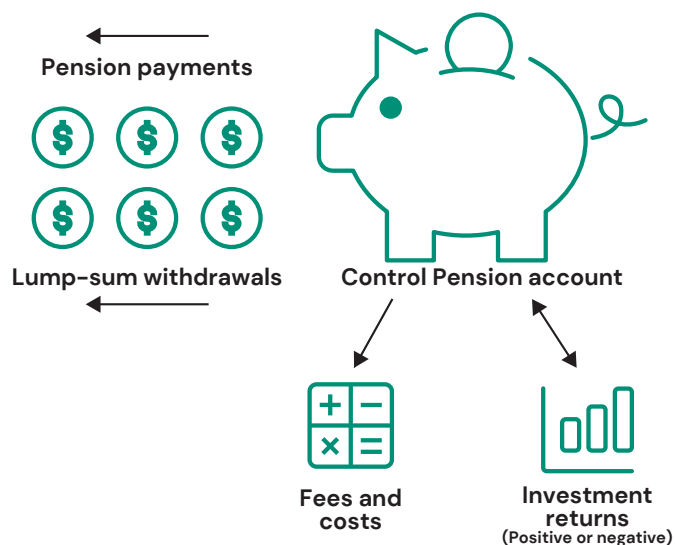 Pension payments
$ $ $
$ $ $
Lump-sum withdrawals
Control Pension account
Fees and
costs
Investment
returns
(Positive or negative)